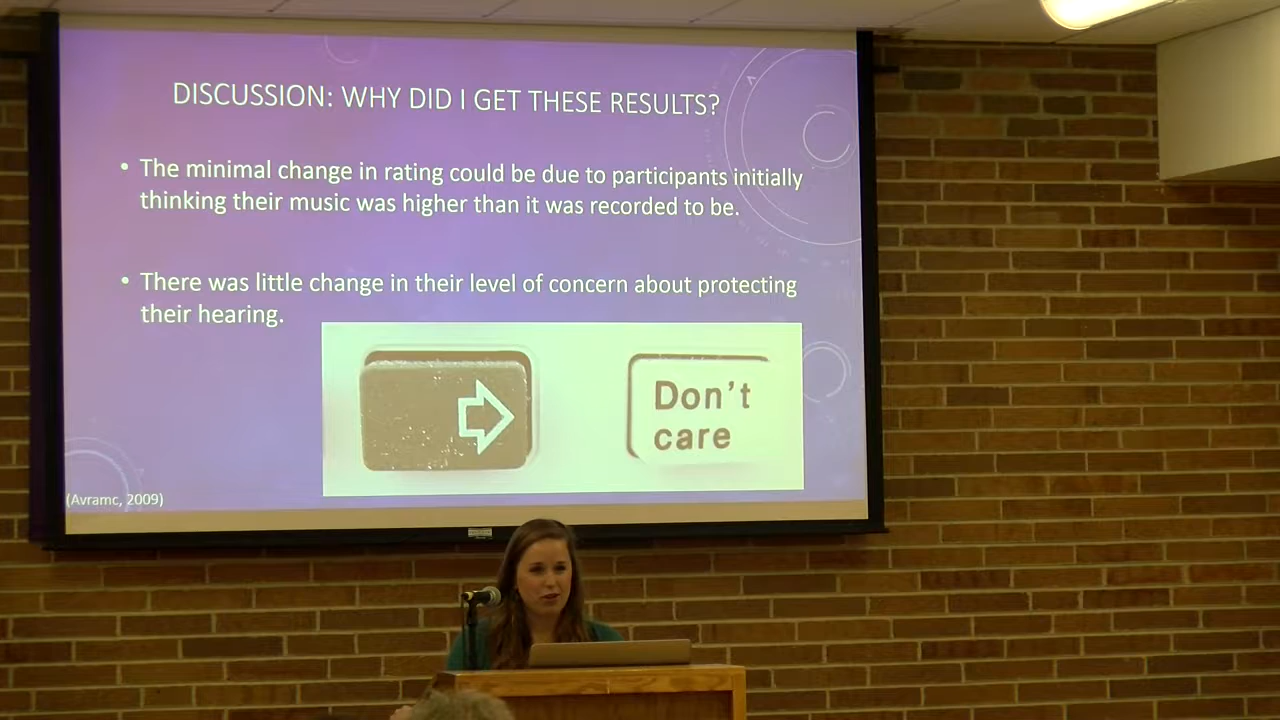 DISCUSSION: WHY DID I GET THESE RESULTS?
• The minimal change in rating could be due to participants initially
thinking their music was higher than it was recorded to be.
• There was little change in their level of concern about protecting
their hearing.
Don't
care
(Avramc, 2009)